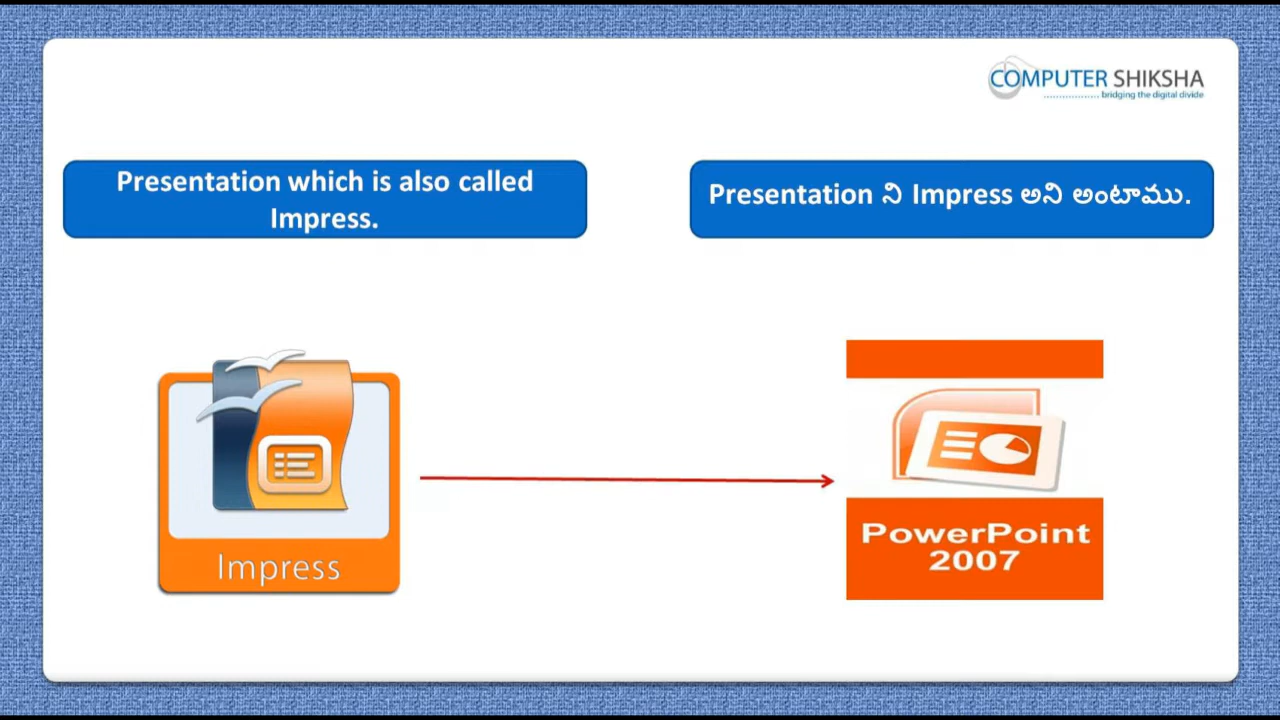 COMPUTER SHIKSHA
bridging the digital divide
Presentation which is also called
Impress.
Presentation ని Impress అని అంటాము.
Impress
PowerPoint
2007